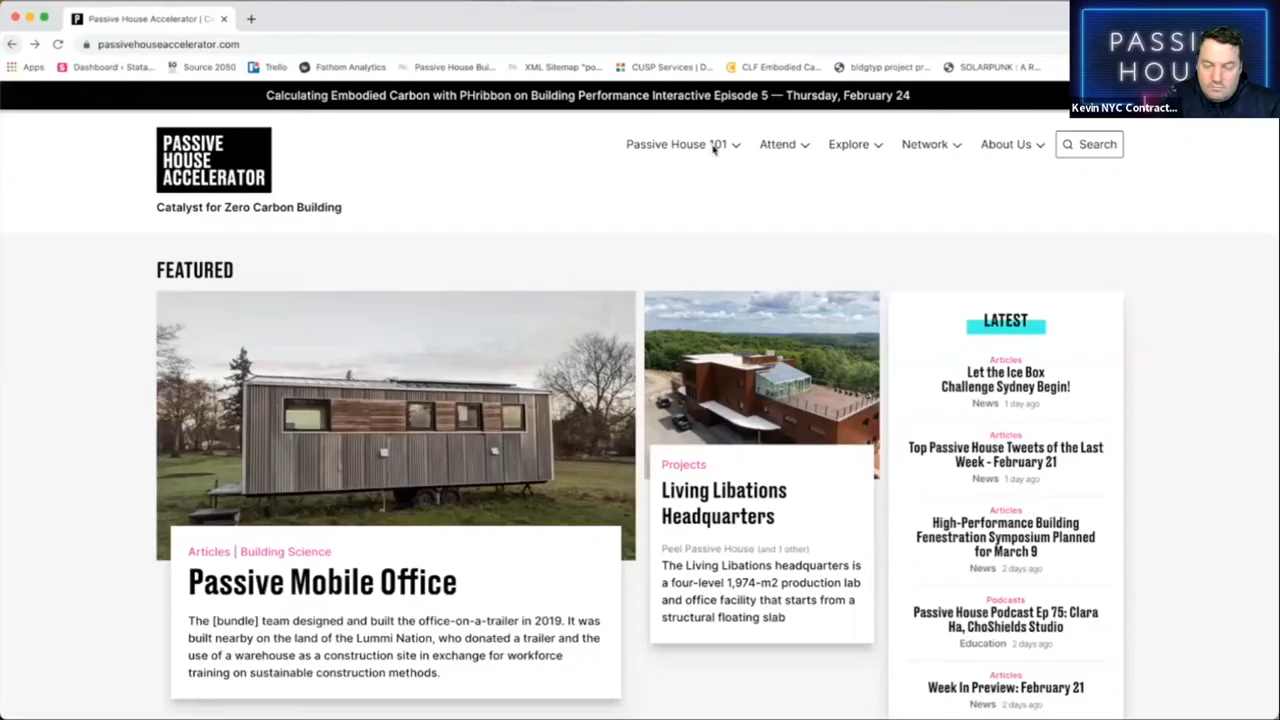 Passive House Accelerator | Ca
passivehouseaccelerator.com
Apps
Dashboard ‹ Stata...
Source 2050
Trello
Fathom Analytics
Passive House Bui...
XML Sitemap "po...
CUSP Services | D...
CLF Embodied Ca...
bldgtyp project pr...
SOLARPUNK : A R...
PASSI
HOU
Kevin NYC Contract...
Calculating Embodied Carbon with PHribbon on Building Performance Interactive Episode 5 — Thursday, February 24
PASSIVE
HOUSE
ACCELERATOR
Catalyst for Zero Carbon Building
Passive House 101
Attend
Explore
Network
About Us
Search
FEATURED
Articles | Building Science
Passive Mobile Office
The [bundle] team designed and built the office-on-a-trailer in 2019. It was
built nearby on the land of the Lummi Nation, who donated a trailer and the
use of a warehouse as a construction site in exchange for workforce
training on sustainable construction methods.
Projects
Living Libations
Headquarters
Peel Passive House (and 1 other)
The Living Libations headquarters is
a four-level 1,974-m2 production lab
and office facility that starts from a
structural floating slab
LATEST
Articles
Let the Ice Box
Challenge Sydney Begin!
News 1 day ago
Articles
Top Passive House Tweets of the Last
Week - February 21
News 1 day ago
Articles
High-Performance Building
Fenestration Symposium Planned
for March 9
News 2 days ago
Podcasts
Passive House Podcast Ep 75: Clara
Ha, ChoShields Studio
Education 2 days ago
Articles
Week In Preview: February 21
News 2 days ago